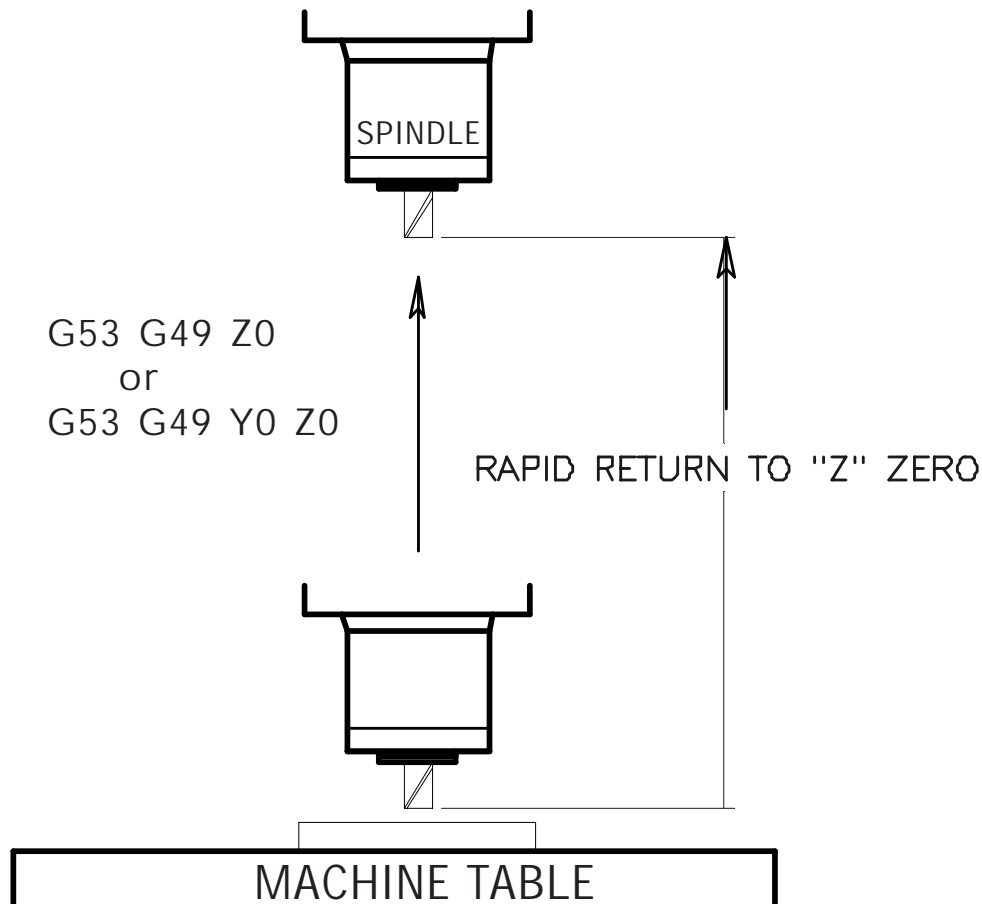 SPINDLE
G53 G49 Z0
or
G53 G49 Y0 Z0
RAPID RETURN TO "Z" ZERO
MACHINE TABLE